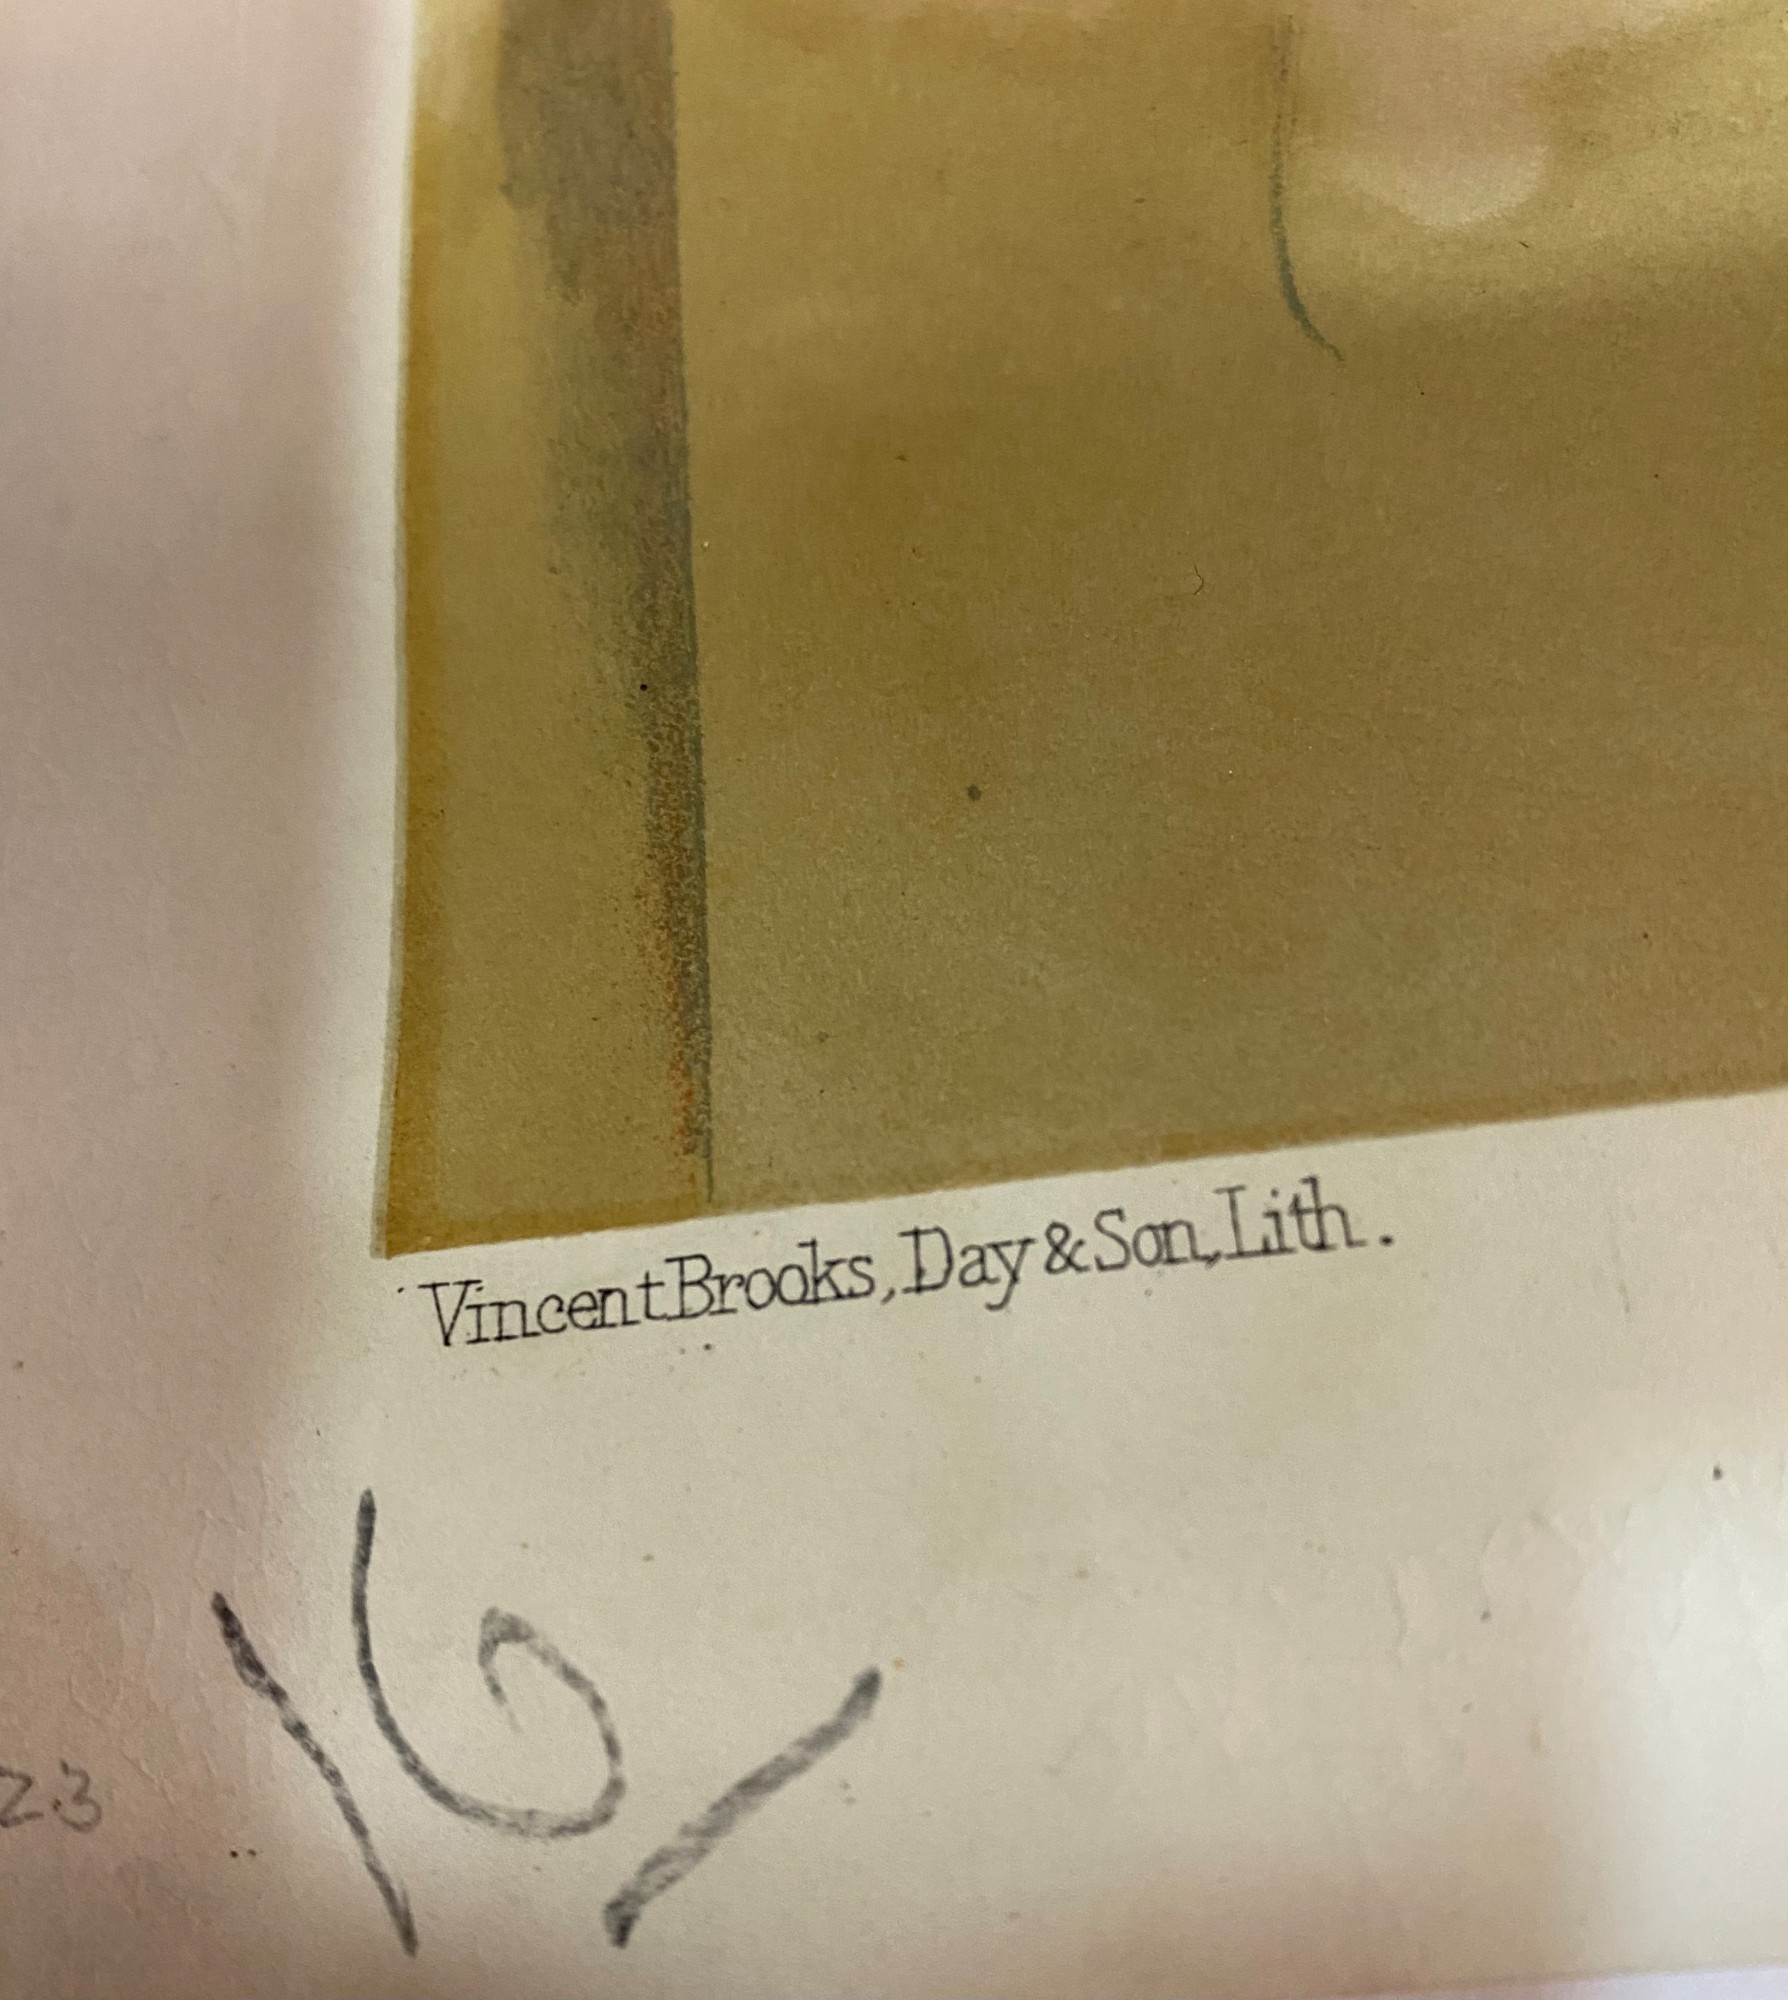 Vincent Brooks, Day & Son, Lith.
16/
23